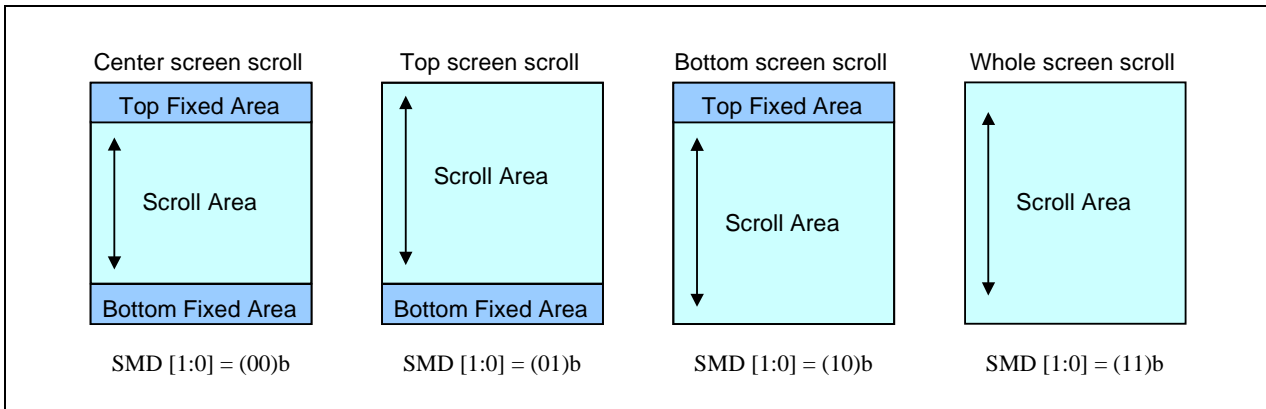 Center screen scroll
Top Fixed Area
Scroll Area
Bottom Fixed Area
SMD [1:0] = (00)b
Top screen scroll
Scroll Area
Bottom Fixed Area
SMD [1:0] = (01)b
Bottom screen scroll
Top Fixed Area
Scroll Area
SMD [1:0] = (10)b
Whole screen scroll
Scroll Area
SMD [1:0] = (11)b